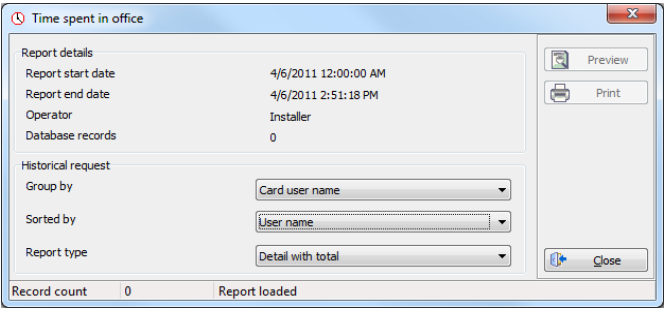 Time spent in office
Report details
Report start date 4/6/2011 12:00:00 AM
Report end date 4/6/2011 2:51:18 PM
Operator Installer
Database records 0
Historical request
Group by Card user name
Sorted by User name
Report type Detail with total
Preview
Print
Close
Record count 0 Report loaded